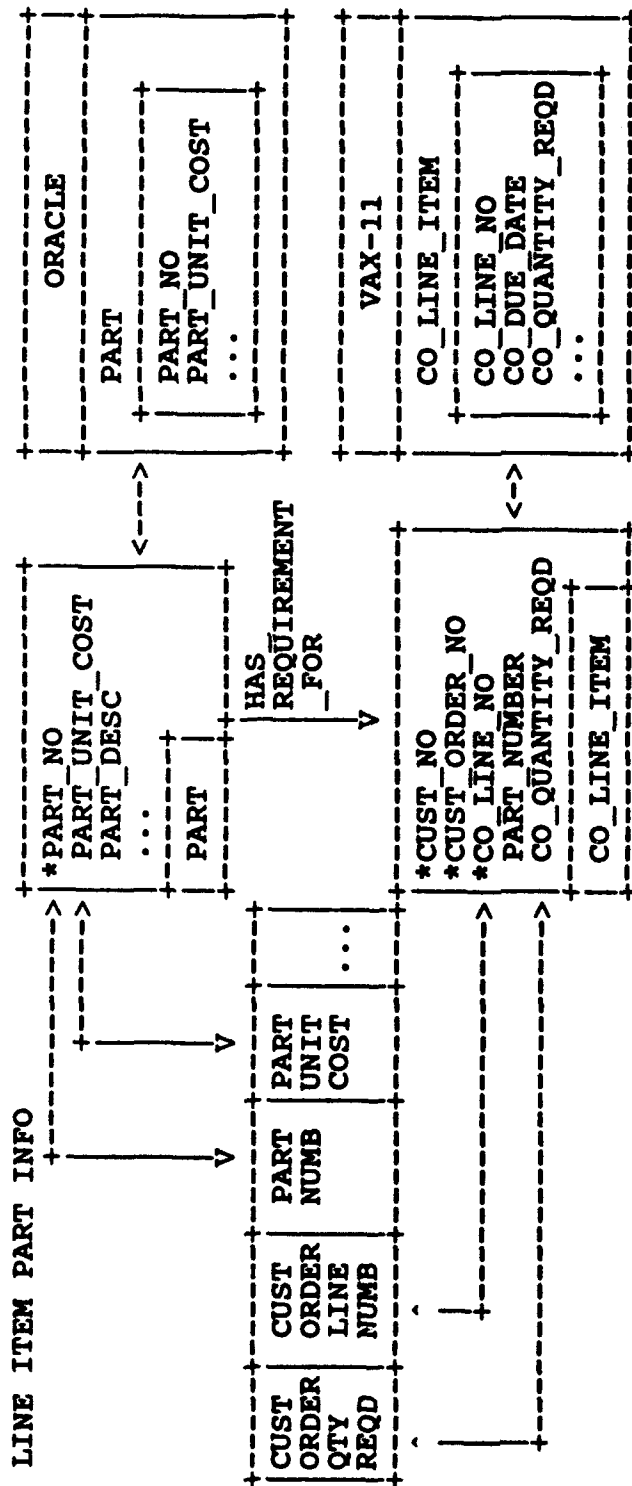 LINE ITEM PART INFO
CUST
ORDER
QTY
REQD
CUST
ORDER
LINE
NUMB
PART
NUMB
PART
UNIT
COST
...
*PART_NO
PART_UNIT_COST
PART_DESC
...
PART
HAS_
REQUIREMENT
_FOR
*CUST_NO
*CUST_ORDER_NO
*CO_LINE_NO
PART_NUMBER
CO_QUANTITY_REQD
CO_LINE_ITEM
ORACLE
PART
PART_NO
PART_UNIT_COST
...
VAX-11
CO_LINE_ITEM
CO_LINE_NO
CO_DUE_DATE
CO_QUANTITY_REQD
...